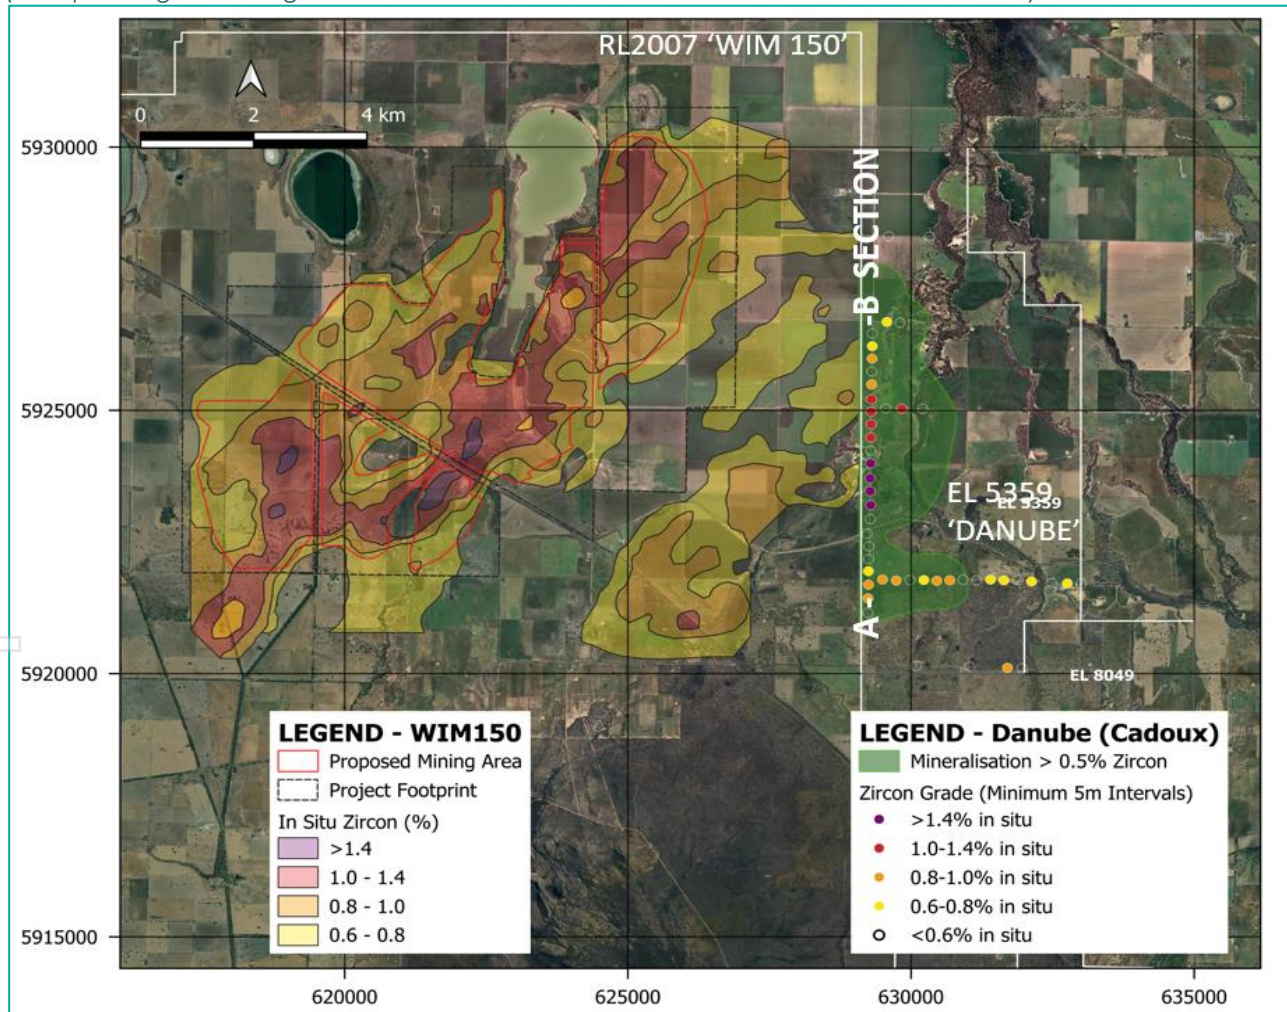 RL2007 'WIM 150'
0 2 4 km
5930000
A - -B SECTION
5925000
EL 5359
EL 5359
'DANUBE'
5920000
EL 8049
LEGEND - WIM150
Proposed Mining Area
Project Footprint
In Situ Zircon (%)
>1.4
1.0 - 1.4
0.8 - 1.0
0.6 - 0.8
LEGEND - Danube (Cadoux)
Mineralisation > 0.5% Zircon
Zircon Grade (Minimum 5m Intervals)
>1.4% in situ
1.0-1.4% in situ
0.8-1.0% in situ
0.6-0.8% in situ
<0.6% in situ
5915000
620000 625000 630000 635000